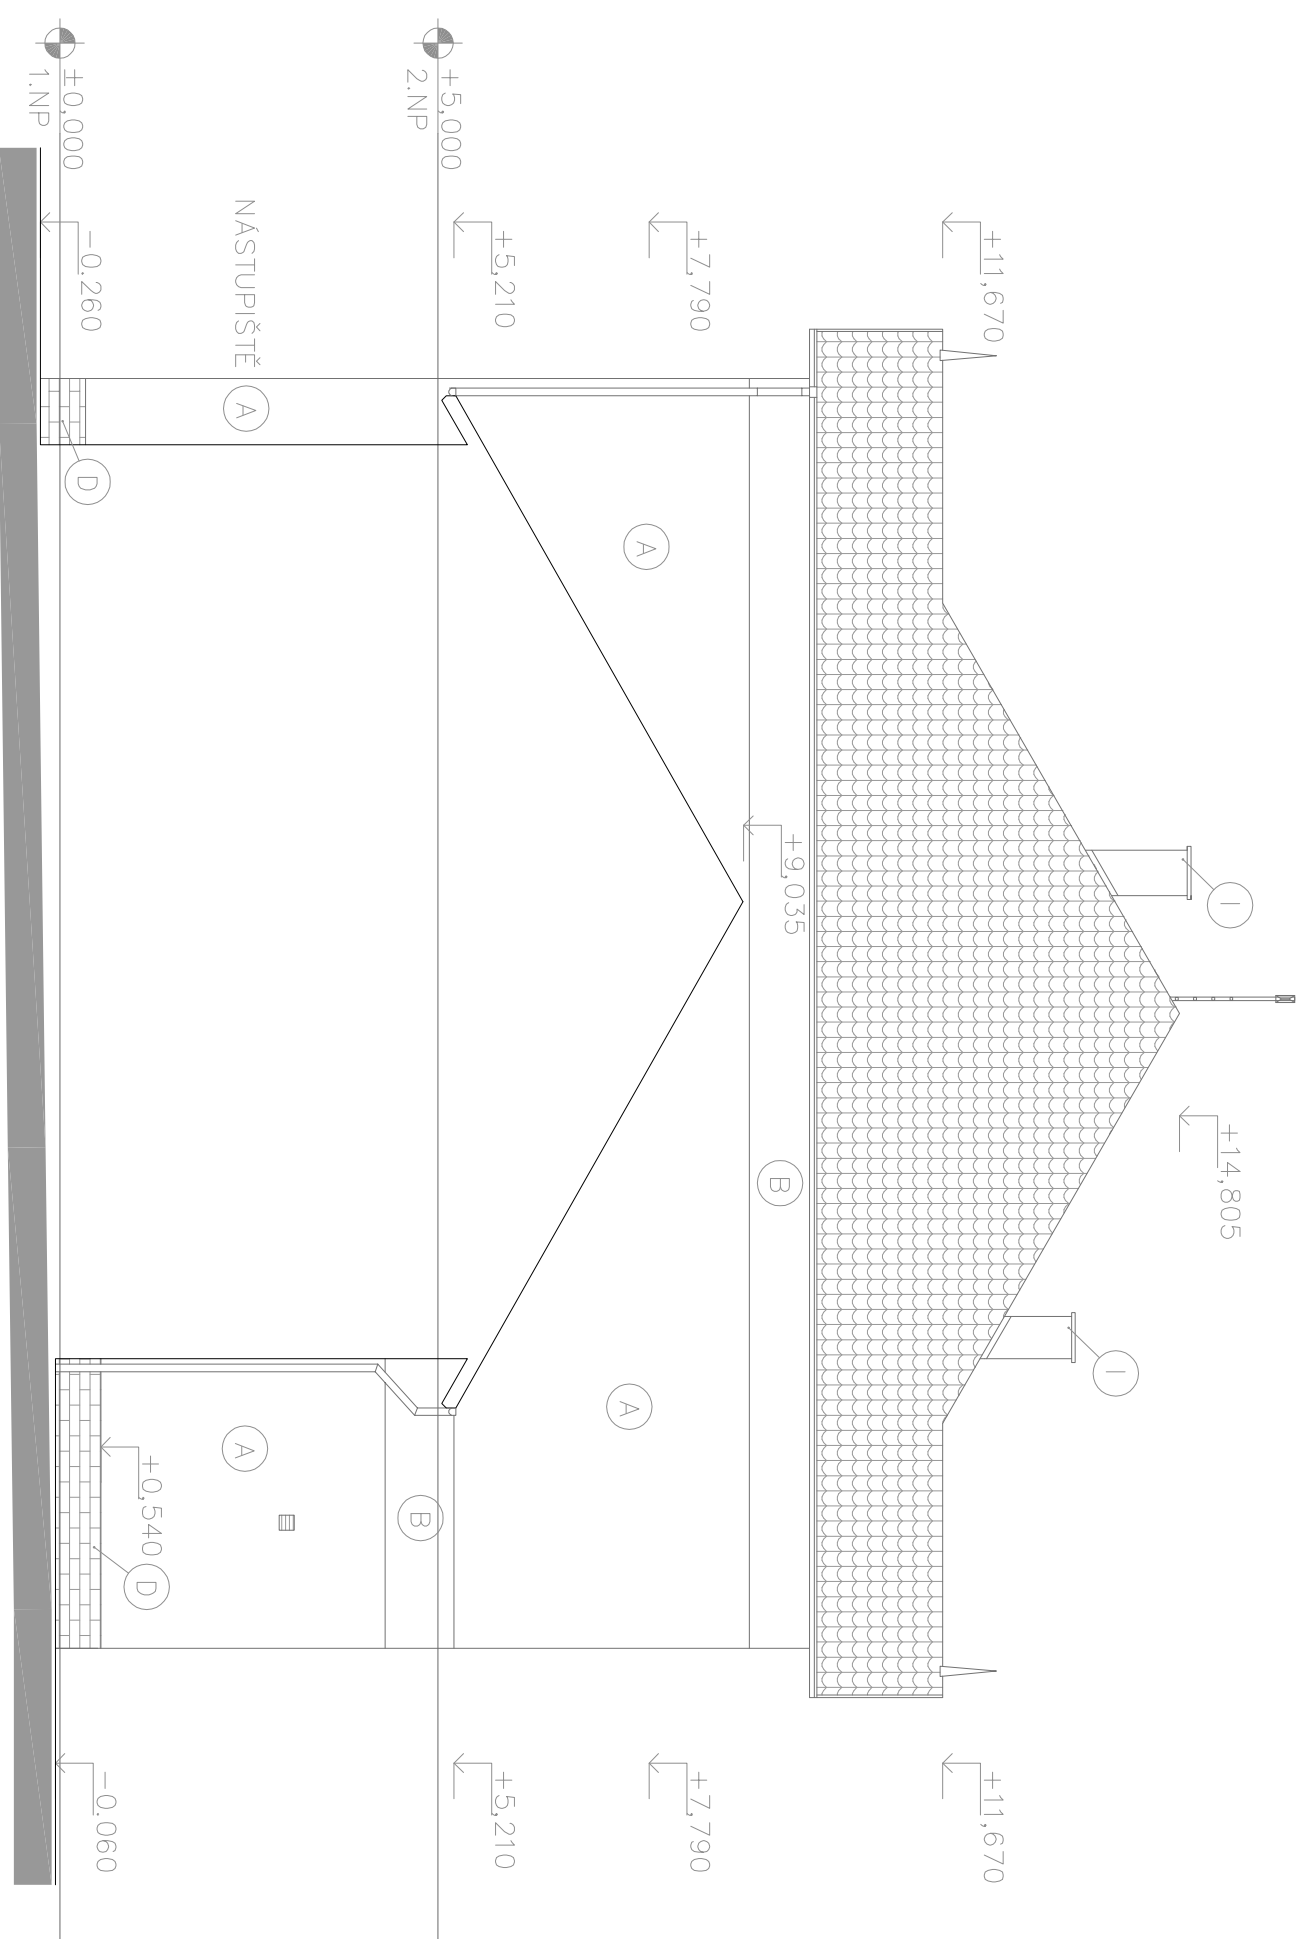 +14,805
I
I
+11,670
+11,670
B
+9,035
+7,790
+7,790
A
A
+5,210
+5,210
+5,000
2.NP
B
NÁSTUPIŠTĚ
A
A
+0,540
D
D
±0,000
1.NP
-0.260
-0.060